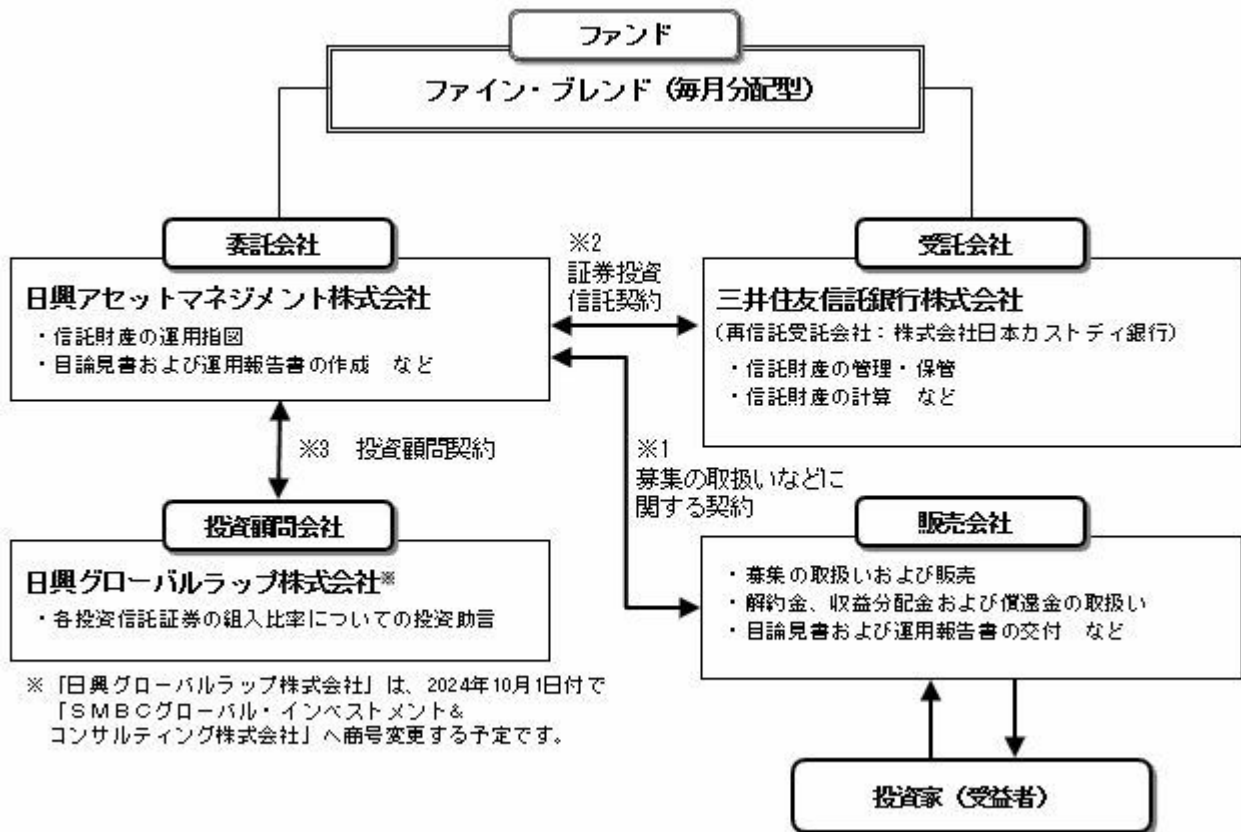 ファンド
ファイン・ブレンド（毎月分配型）
委託会社
日興アセットマネジメント株式会社
・信託財産の運用指図
・目論見書および運用報告書の作成　など
※2
証券投資
信託契約
受託会社
三井住友信託銀行株式会社
（再信託受託会社：株式会社日本カストディ銀行）
・信託財産の管理・保管
・信託財産の計算　など
※3　投資顧問契約
※1
募集の取扱いなどに
関する契約
投資顧問会社
日興グローバルラップ株式会社※
・各投資信託証券の組入比率についての投資助言
販売会社
・募集の取扱いおよび販売
・解約金、収益分配金および償還金の取扱い
・目論見書および運用報告書の交付　など
※「日興グローバルラップ株式会社」は、2024年10月1日付で
「ＳＭＢＣグローバル・インベストメント&
コンサルティング株式会社」へ商号変更する予定です。
投資家（受益者）